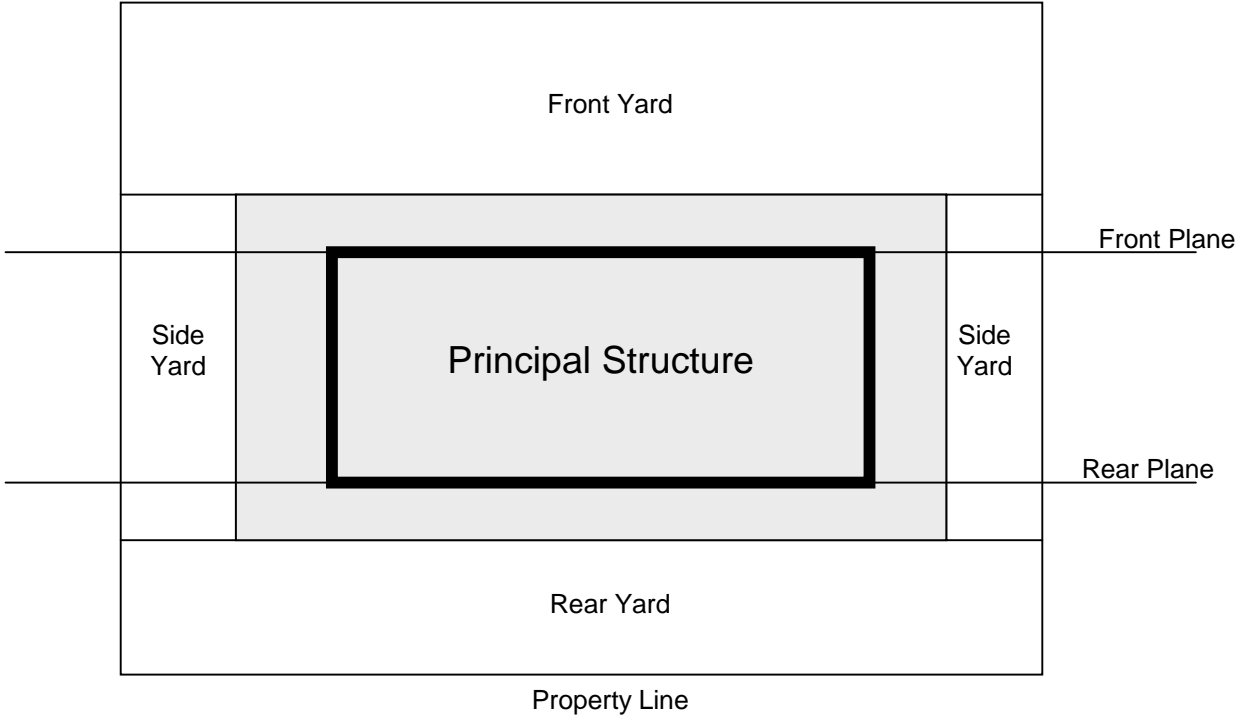 Front Yard
Front Plane
Side
Yard
Principal Structure
Side
Yard
Rear Plane
Rear Yard
Property Line